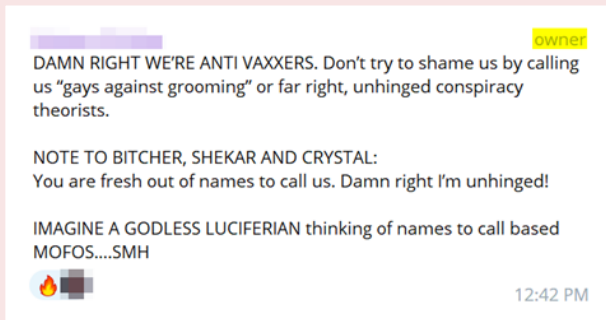 owner
DAMN RIGHT WE'RE ANTI VAXXERS. Don't try to shame us by calling
us "gays against grooming" or far right, unhinged conspiracy
theorists.
NOTE TO BITCHER, SHEKAR AND CRYSTAL:
You are fresh out of names to call us. Damn right I'm unhinged!
IMAGINE A GODLESS LUCIFERIAN thinking of names to call based
MOFOS....SMH
12:42 PM